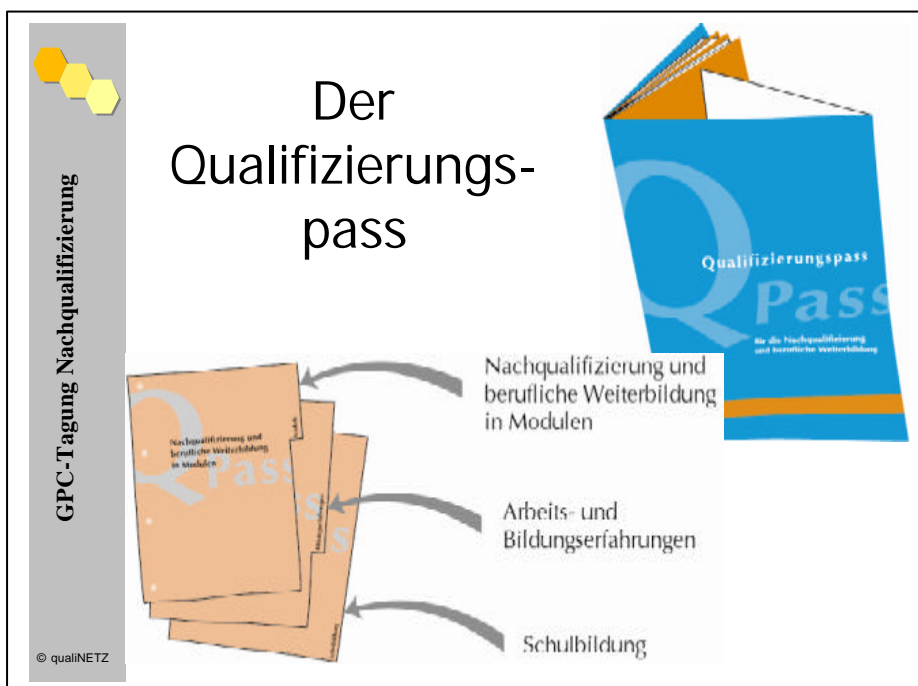 GPC-Tagung Nachqualifizierung
Der
Qualifizierungs-
pass
Qualifizierungspass
Q Pass
für die Nachqualifizierung
und berufliche Weiterbildung
Nachqualifizierung und
berufliche Weiterbildung
in Modulen
Arbeits- und
Bildungserfahrungen
Schulbildung
Nachqualifizierung und
berufliche Weiterbildung
in Modulen
Q Pass
© qualiNETZ